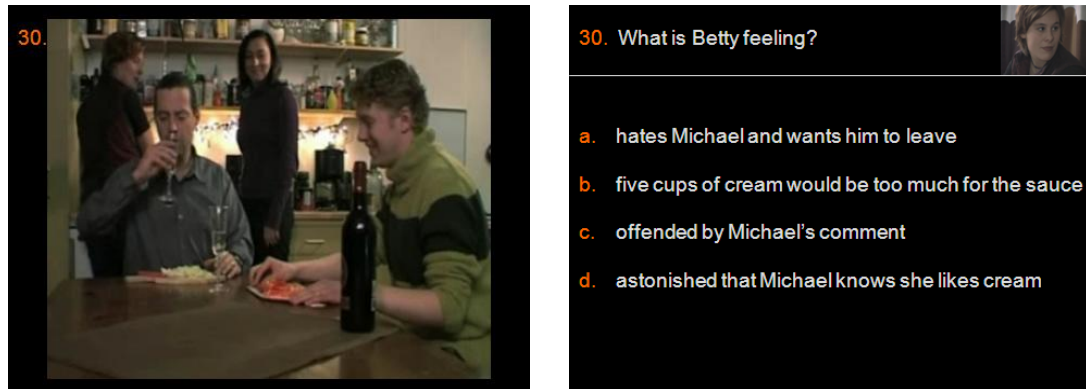 30.
30. What is Betty feeling?
a. hates Michael and wants him to leave
b. five cups of cream would be too much for the sauce
c. offended by Michael's comment
d. astonished that Michael knows she likes cream